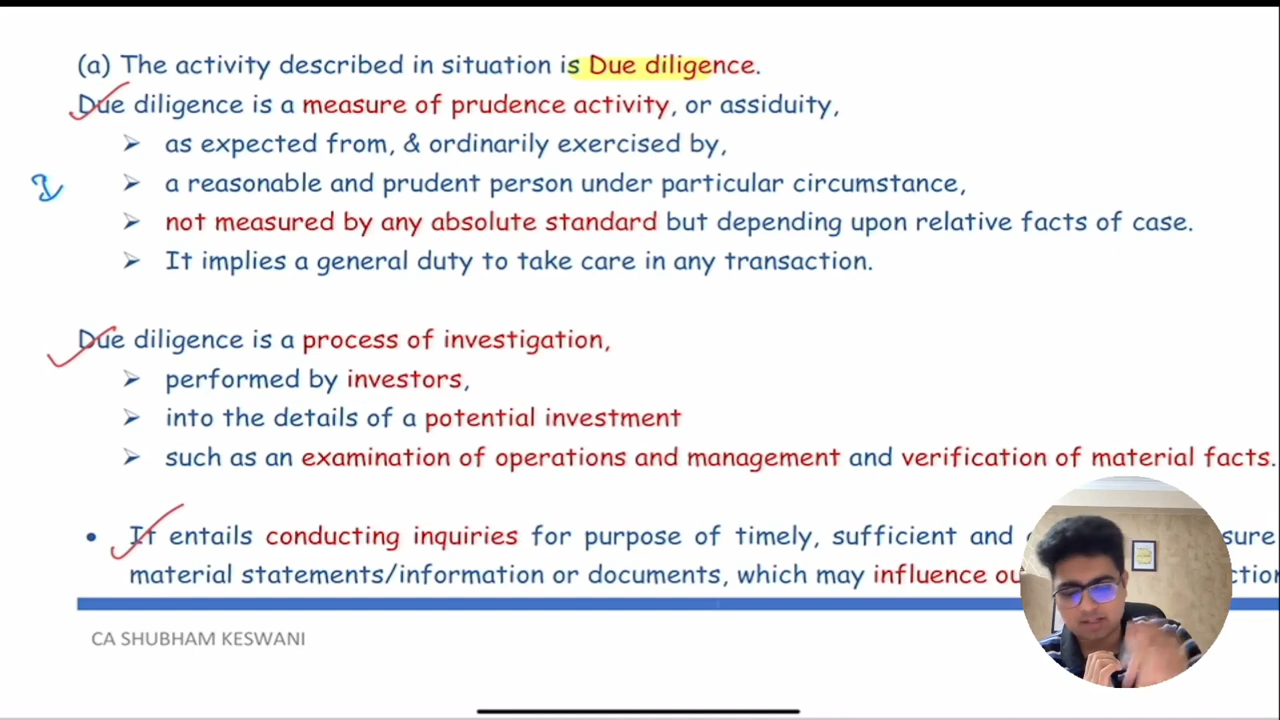 (a) The activity described in situation is Due diligence.
Due diligence is a measure of prudence activity, or assiduity,
➢ as expected from, & ordinarily exercised by,
➢ a reasonable and prudent person under particular circumstance,
➢ not measured by any absolute standard but depending upon relative facts of case.
➢ It implies a general duty to take care in any transaction.
Due diligence is a process of investigation,
➢ performed by investors,
➢ into the details of a potential investment
➢ such as an examination of operations and management and verification of material facts.
• It entails conducting inquiries for purpose of timely, sufficient and
material statements/information or documents, which may influence
CA SHUBHAM KESWANI